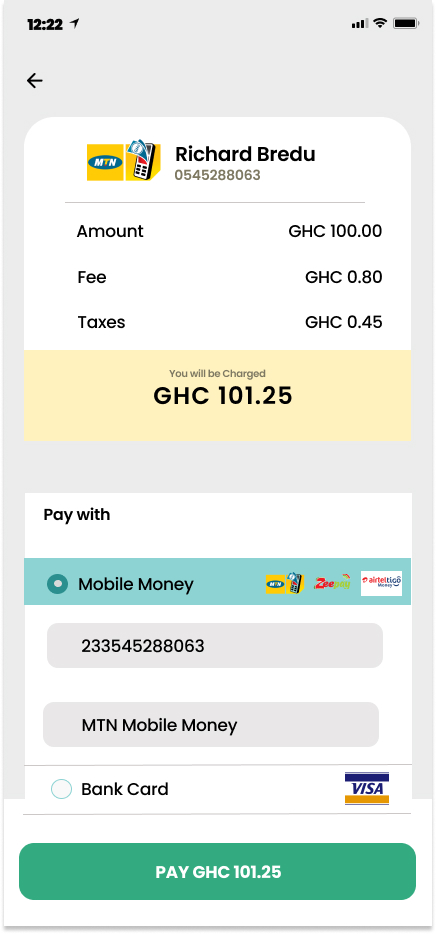 12:22
MTN
Richard Bredu
0545288063
Amount GHC 100.00
Fee GHC 0.80
Taxes GHC 0.45
You will be Charged
GHC 101.25
Pay with
Mobile Money MTN Zeepay airteltigo Money
233545288063
MTN Mobile Money
Bank Card VISA
PAY GHC 101.25